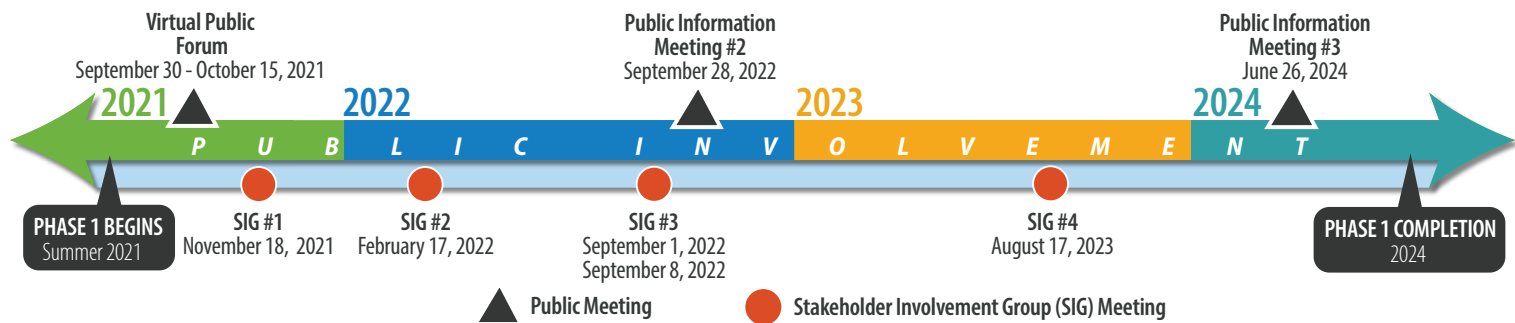 Virtual Public
Forum
September 30 - October 15, 2021
Public Information
Meeting #2
September 28, 2022
Public Information
Meeting #3
June 26, 2024
2021
2022
2023
2024
PUBLIC INVOLVEMENT
PHASE 1 BEGINS
Summer 2021
SIG #1
November 18, 2021
SIG #2
February 17, 2022
SIG #3
September 1, 2022
September 8, 2022
SIG #4
August 17, 2023
PHASE 1 COMPLETION
2024
Public Meeting
Stakeholder Involvement Group (SIG) Meeting